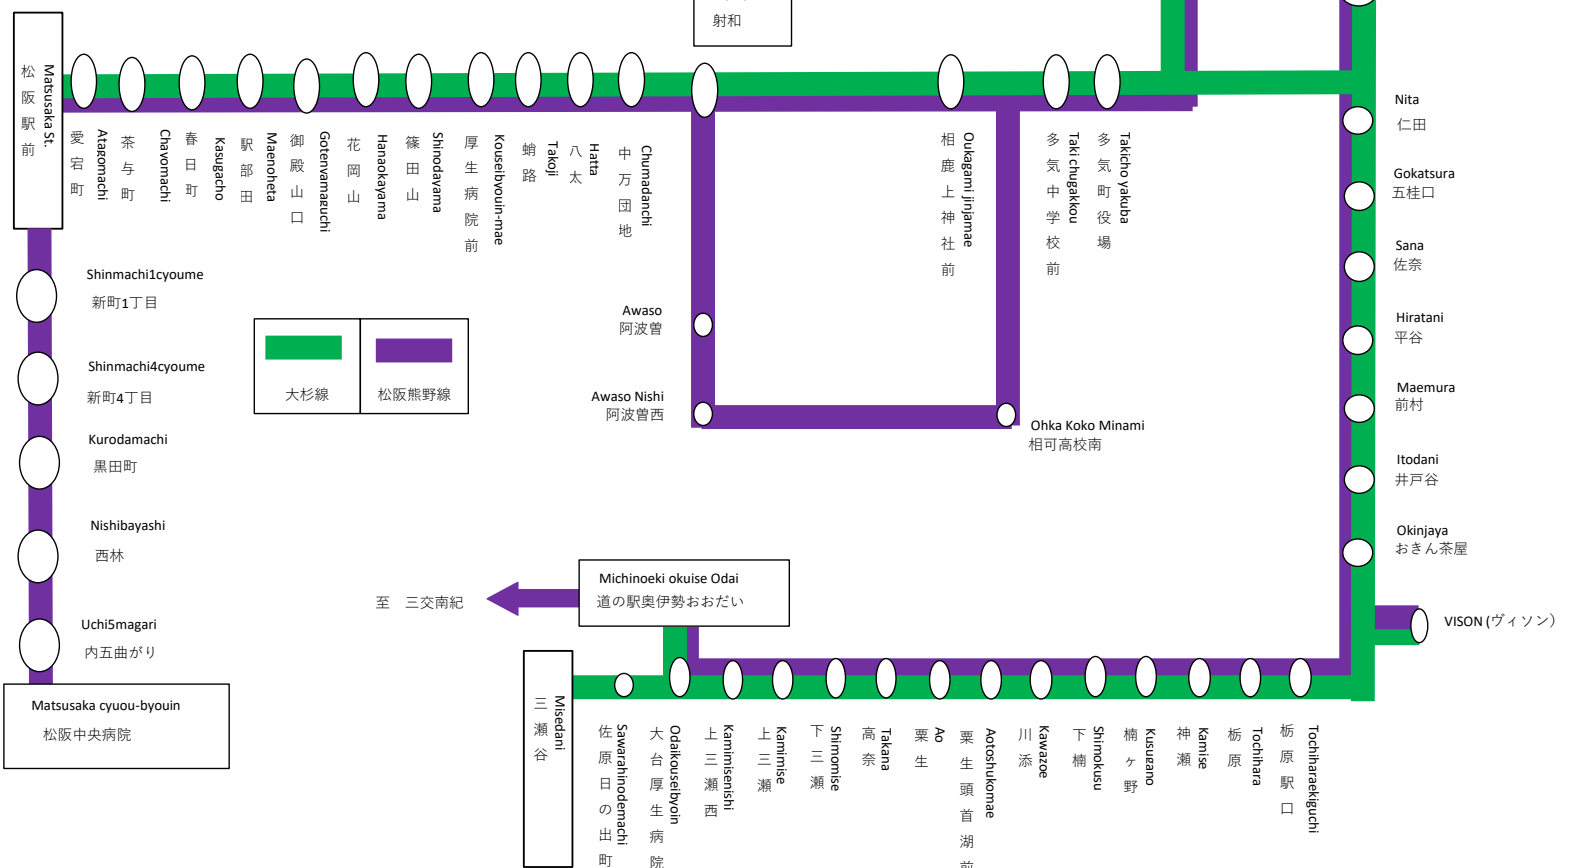 射和
Matsusaka St.
松阪駅前
Atagomachi
愛宕町
Chayomachi
茶与町
Kasugacho
春日町
Maenoheta
駅部田
Gotenyamaguchi
御殿山口
Hanaokayama
花岡山
Shinodayama
篠田山
Kouseibyouin-mae
厚生病院前
Takoji
蛸路
Hatta
八太
Chumadanchi
中万団地
Oukagami jinjamae
相鹿上神社前
Taki chugakkou
多気中学校前
Takicho yakuba
多気町役場
Nita
仁田
Gokatsura
五桂口
Sana
佐奈
Hiratani
平谷
Maemura
前村
Itodani
井戸谷
Okinjaya
おきん茶屋
VISON (ヴィソン)
Shinmachi1cyoume
新町1丁目
Shinmachi4cyoume
新町4丁目
Kurodamachi
黒田町
Nishibayashi
西林
Uchi5magari
内五曲がり
Matsusaka cyuou-byouin
松阪中央病院
大杉線
松阪熊野線
Awaso
阿波曽
Awaso Nishi
阿波曽西
Ohka Koko Minami
相可高校南
至 三交南紀
Michinoeki okuise Odai
道の駅奥伊勢おおだい
Misedani
三瀬谷
Sawarahinodemachi
佐原日の出町
Odaikouseibyoin
大台厚生病院
Kamimisenishi
上三瀬西
Kamimise
上三瀬
Shimomise
下三瀬
Takana
高奈
Ao
粟生
Aotoshukomae
粟生頭首湖前
Kawazoe
川添
Shimokusu
下楠
Kusugano
楠ヶ野
Kamise
神瀬
Tochihara
栃原
Tochiharaekiguchi
栃原駅口